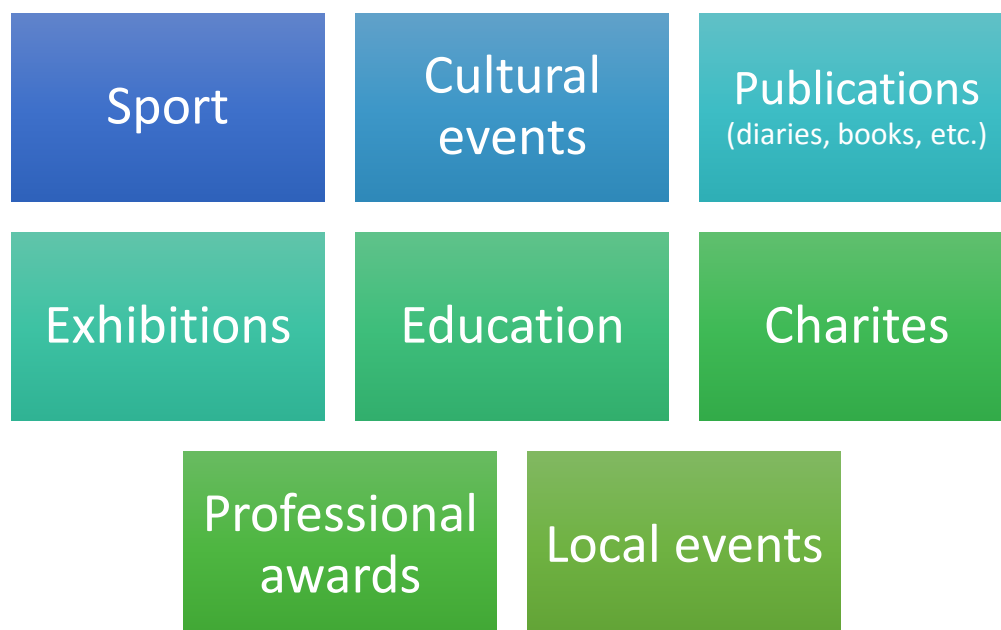 Sport
Cultural
events
Publications
(diaries, books, etc.)
Exhibitions
Education
Charites
Professional
awards
Local events